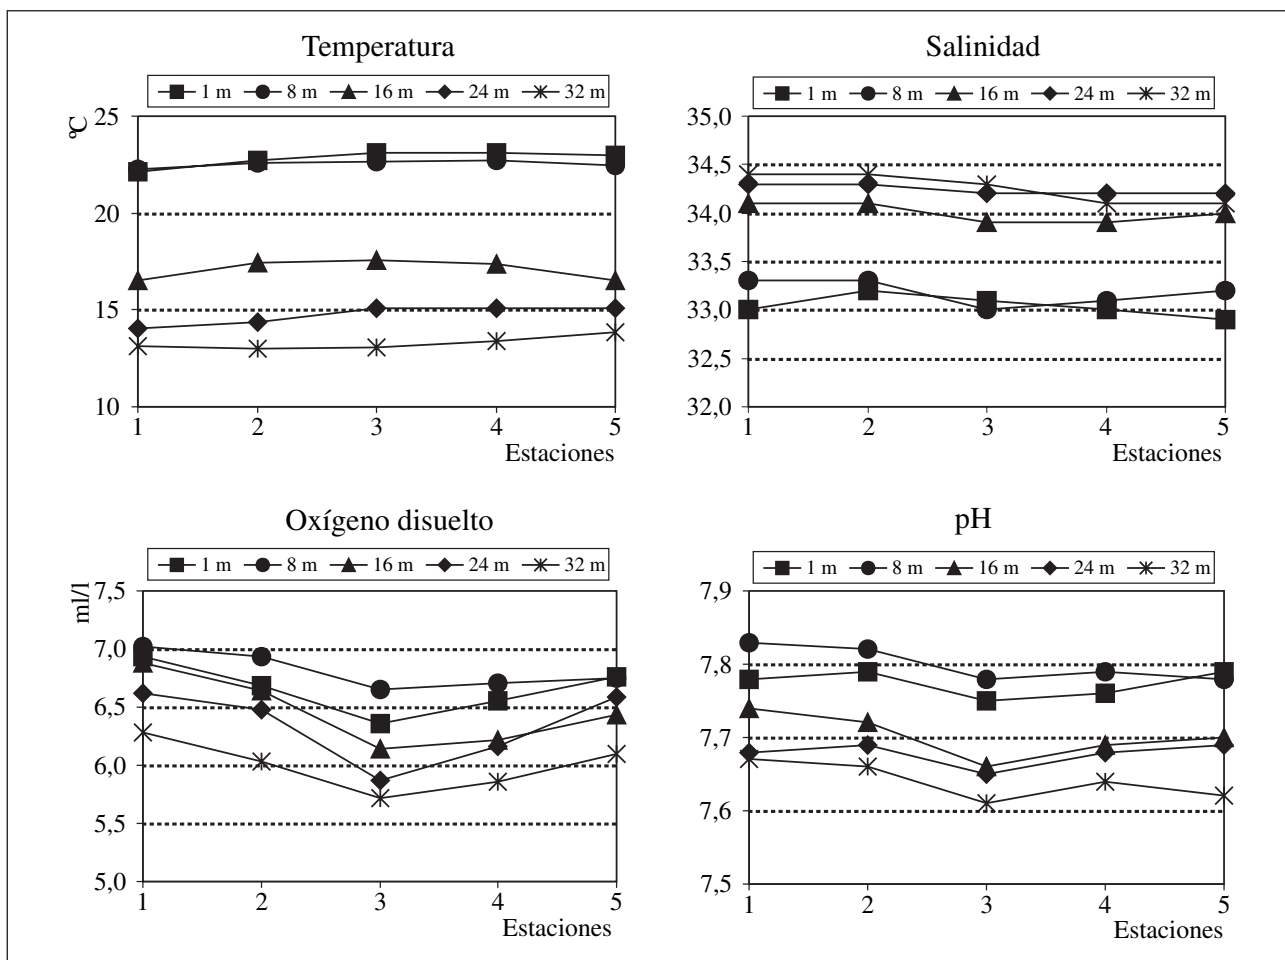 Temperatura
1 m 8 m 16 m 24 m 32 m
ºC
25
20
15
10
1 2 3 4 5
Estaciones
Salinidad
1 m 8 m 16 m 24 m 32 m
35,0
34,5
34,0
33,5
33,0
32,5
32,0
1 2 3 4 5
Estaciones
Oxígeno disuelto
1 m 8 m 16 m 24 m 32 m
ml/l
7,5
7,0
6,5
6,0
5,5
5,0
1 2 3 4 5
Estaciones
pH
1 m 8 m 16 m 24 m 32 m
7,9
7,8
7,7
7,6
7,5
1 2 3 4 5
Estaciones